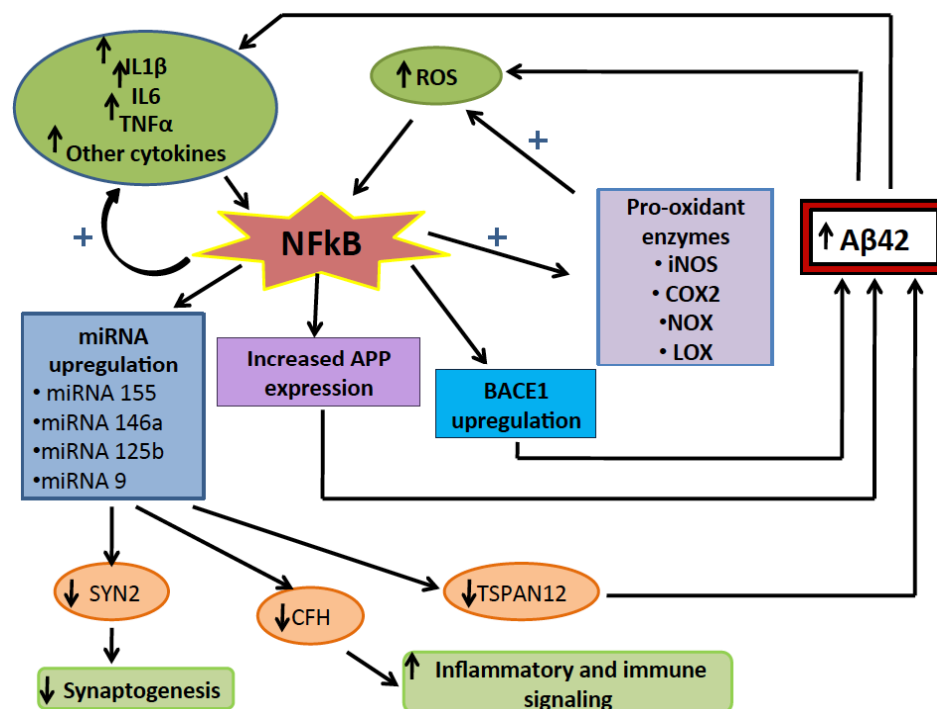 ↑ IL1β
↑ IL6
↑ TNFα
↑ Other cytokines
↑ ROS
+
+
+
NFkB
Pro-oxidant
enzymes
• iNOS
• COX2
•NOX
• LOX
↑ Aβ42
miRNA
upregulation
• miRNA 155
•miRNA 146a
•miRNA 125b
•miRNA 9
Increased APP
expression
BACE1
upregulation
↓ SYN2
↓CFH
↓TSPAN12
↓ Synaptogenesis
↑ Inflammatory and immune
signaling